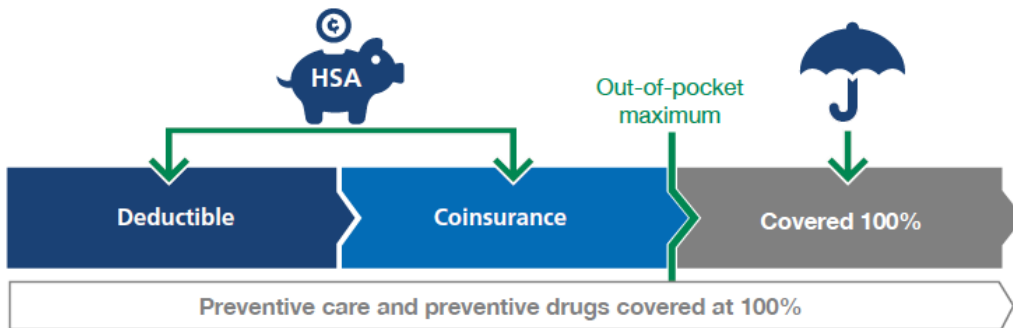 ¢
HSA
Out-of-pocket
maximum
Deductible
Coinsurance
Covered 100%
Preventive care and preventive drugs covered at 100%